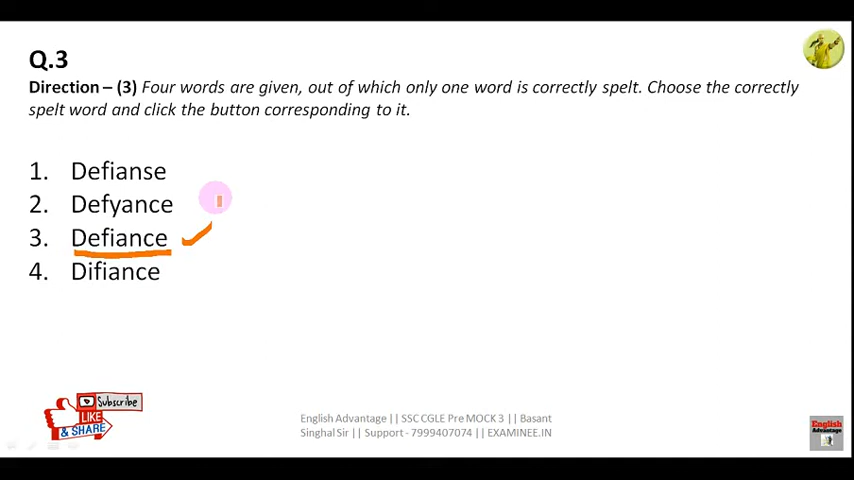 Q.3
Direction – (3) Four words are given, out of which only one word is correctly spelt. Choose the correctly
spelt word and click the button corresponding to it.
1. Defianse
2. Defyance
3. Defiance
4. Difiance
Subscribe
LIKE
& SHARE
English Advantage || SSC CGLE Pre MOCK 3 || Basant
Singhal Sir || Support - 7999407074 || EXAMINEE.IN
English
Advantage